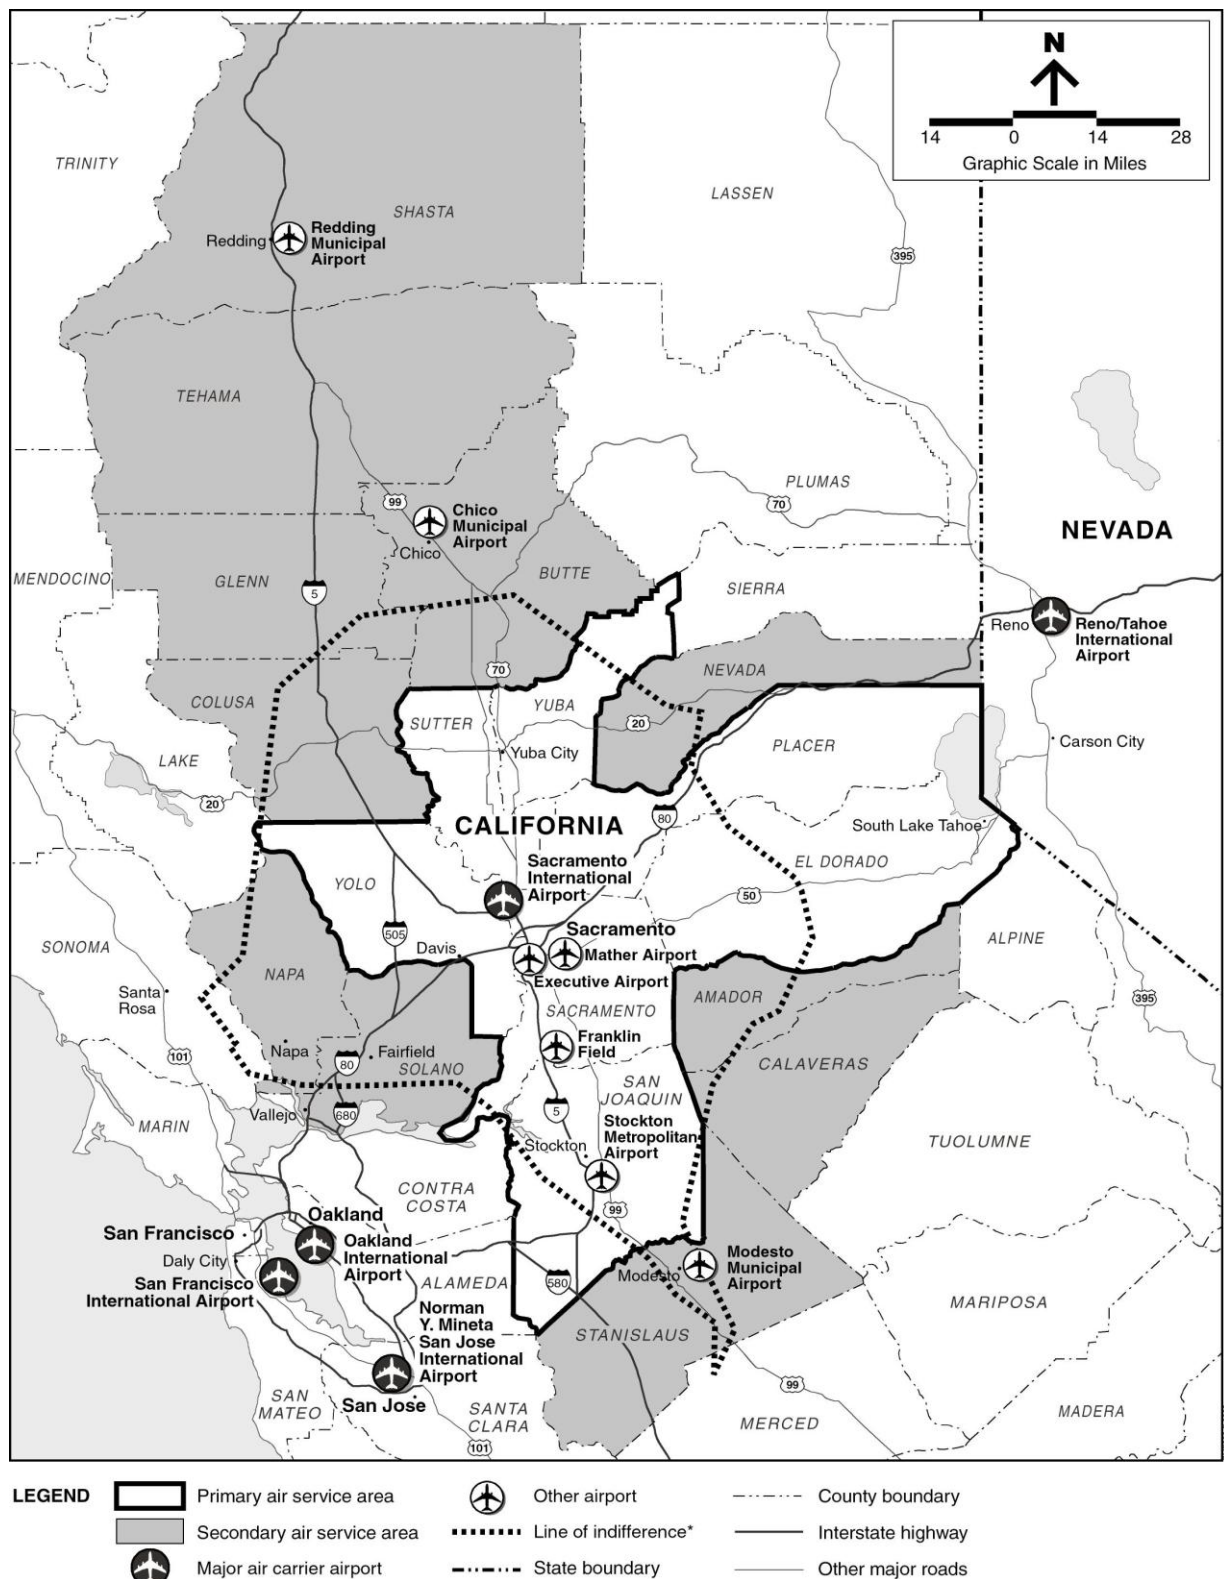 N
14 0 14 28
Graphic Scale in Miles
TRINITY
LASSEN
SHASTA
Redding
Redding
Municipal
Airport
395
TEHAMA
PLUMAS
99
70
Chico
Municipal
Airport
Chico
NEVADA
MENDOCINO
GLENN
5
BUTTE
SIERRA
Reno
Reno/Tahoe
International
Airport
70
NEVADA
COLUSA
SUTTER
YUBA
20
PLACER
Yuba City
Carson City
LAKE
20
CALIFORNIA
80
South Lake Tahoe
EL DORADO
Sacramento
International
Airport
YOLO
50
505
Davis
Sacramento
Mather Airport
Executive Airport
SONOMA
NAPA
ALPINE
Santa
Rosa
AMADOR
395
SACRAMENTO
Franklin
Field
101
Napa
80
Fairfield
SOLANO
CALAVERAS
SAN
JOAQUIN
Vallejo
680
5
MARIN
Stockton
Stockton
Metropolitan
Airport
TUOLUMNE
CONTRA
COSTA
99
Oakland
San Francisco
Oakland
International
Airport
Daly City
San Francisco
International Airport
ALAMEDA
580
Modesto
Modesto
Municipal
Airport
MARIPOSA
Norman
Y. Mineta
San Jose
International
Airport
STANISLAUS
San Jose
99
SAN
MATEO
SANTA
CLARA
101
MERCED
MADERA
LEGEND
Primary air service area
Other airport
County boundary
Secondary air service area
Line of indifference*
Interstate highway
Major air carrier airport
State boundary
Other major roads